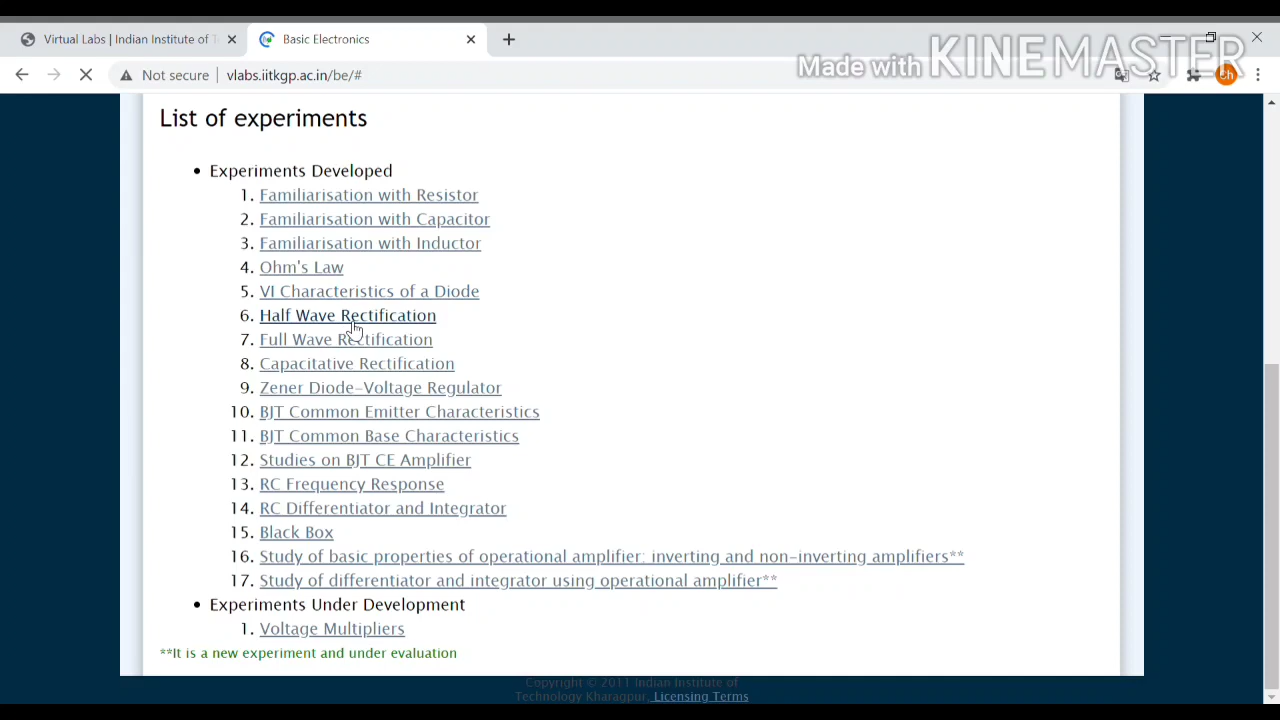 Virtual Labs | Indian Institute of T
Basic Electronics
Made with KINEMASTER
Not secure
vlabs.iitkgp.ac.in/be/#
Ch
List of experiments
Experiments Developed
1. Familiarisation with Resistor
2. Familiarisation with Capacitor
3. Familiarisation with Inductor
4. Ohm's Law
5. VI Characteristics of a Diode
6. Half Wave Rectification
7. Full Wave Rectification
8. Capacitative Rectification
9. Zener Diode-Voltage Regulator
10. BJT Common Emitter Characteristics
11. BJT Common Base Characteristics
12. Studies on BJT CE Amplifier
13. RC Frequency Response
14. RC Differentiator and Integrator
15. Black Box
16. Study of basic properties of operational amplifier: inverting and non-inverting amplifiers**
17. Study of differentiator and integrator using operational amplifier**
Experiments Under Development
1. Voltage Multipliers
**It is a new experiment and under evaluation
Copyright © 2011 Indian Institute of
Technology Kharagpur, Licensing Terms